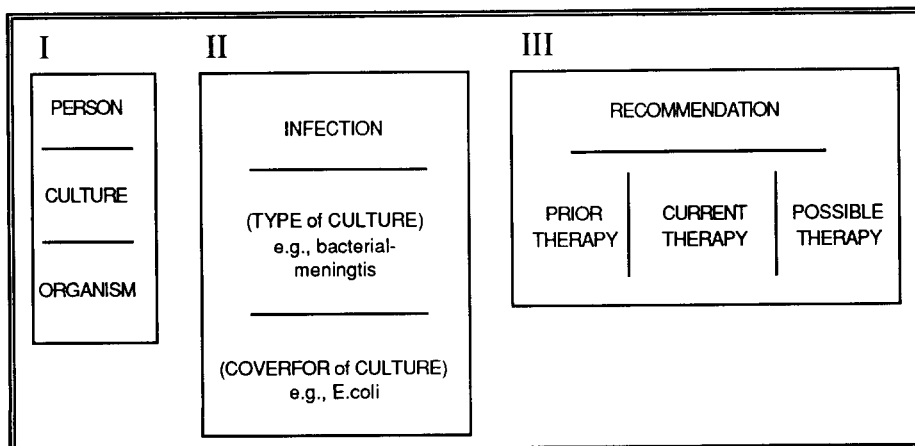 I
PERSON
CULTURE
ORGANISM
II
INFECTION
(TYPE of CULTURE)
e.g., bacterial-
meningtis
(COVERFOR of CULTURE)
e.g., E.coli
III
RECOMMENDATION
PRIOR
THERAPY
CURRENT
THERAPY
POSSIBLE
THERAPY